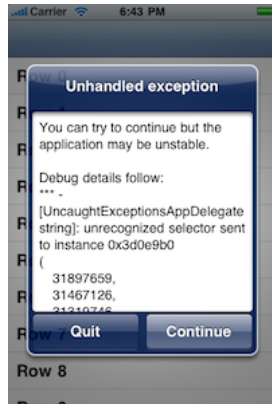 Carrier 6:43 PM
Row 0
Unhandled exception
You can try to continue but the
application may be unstable.
Debug details follow:
*** -
[UncaughtExceptionsAppDelegate
string]: unrecognized selector sent
to instance 0x3d0e9b0
(
31897659,
31467126,
31319746
Quit
Continue
Row 7
Row 8